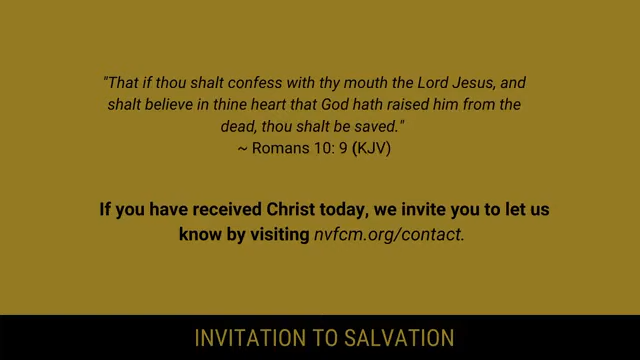 "That if thou shalt confess with thy mouth the Lord Jesus, and
shalt believe in thine heart that God hath raised him from the
dead, thou shalt be saved."
~ Romans 10: 9 (KJV)
If you have received Christ today, we invite you to let us
know by visiting nvfcm.org/contact.
INVITATION TO SALVATION